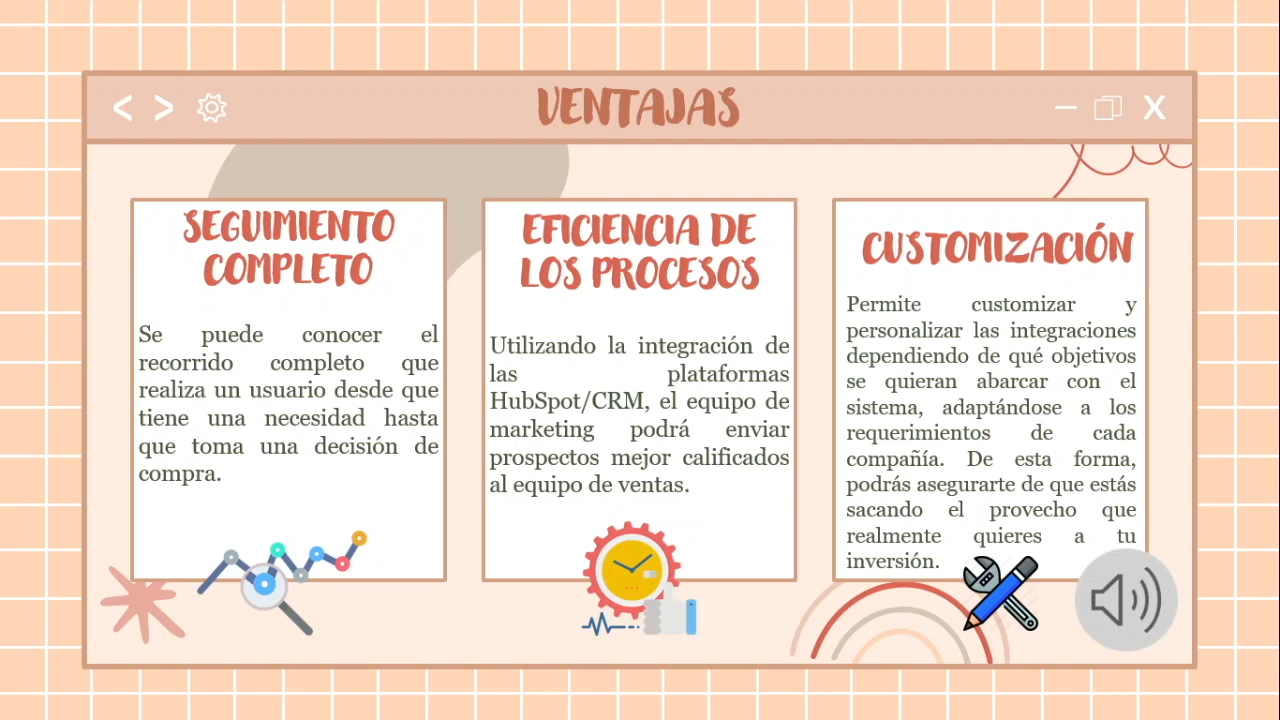 VENTAJAS
SEGUIMIENTO
COMPLETO
Se puede conocer el
recorrido completo que
realiza un usuario desde que
tiene una necesidad hasta
que toma una decisión de
compra.
EFICIENCIA DE
LOS PROCESOS
Utilizando la integración de
las plataformas
HubSpot/CRM, el equipo de
marketing podrá enviar
prospectos mejor calificados
al equipo de ventas.
CUSTOMIZACIÓN
Permite customizar y
personalizar las integraciones
dependiendo de qué objetivos
se quieran abarcar con el
sistema, adaptándose a los
requerimientos de cada
compañía. De esta forma,
podrás asegurarte de que estás
sacando el provecho que
realmente quieres a tu
inversión.